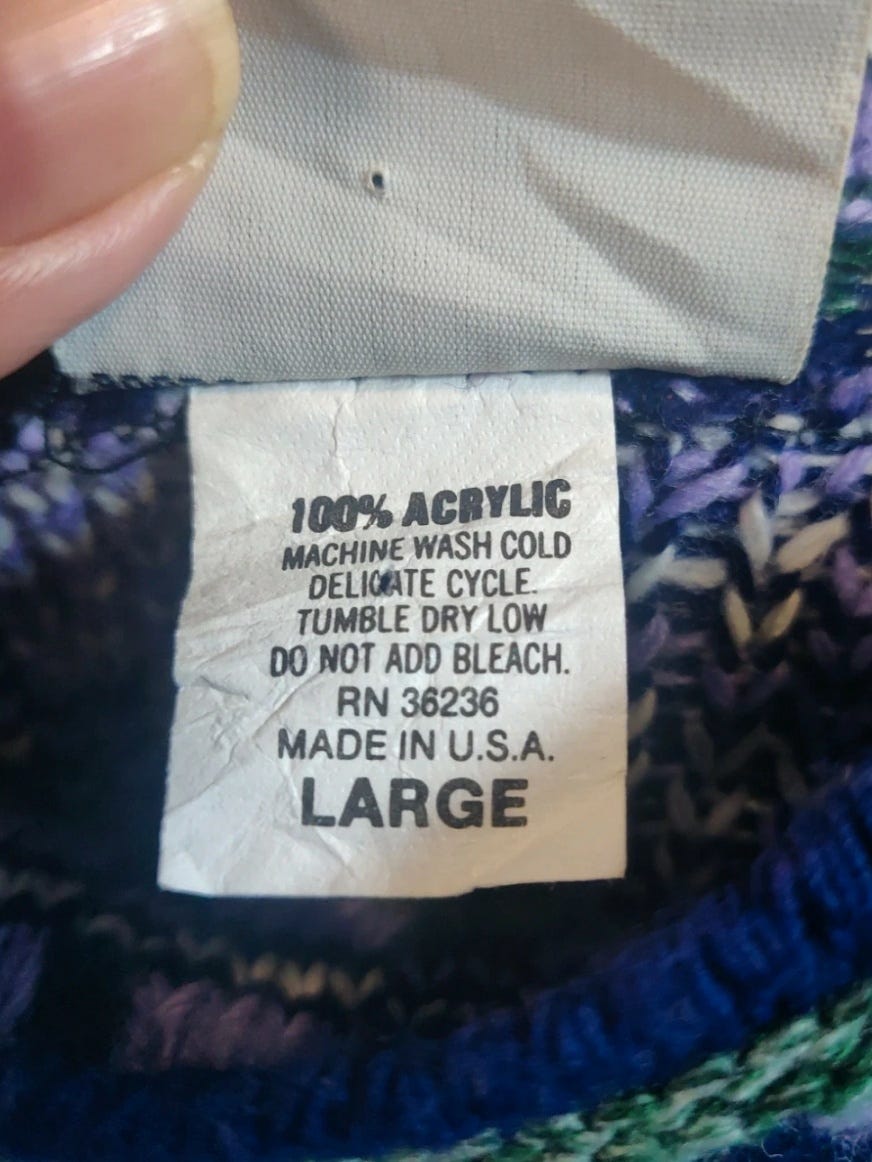 100% ACRYLIC
MACHINE WASH COLD
DELICATE CYCLE.
TUMBLE DRY LOW
DO NOT ADD BLEACH.
RN 36236
MADE IN U.S.A.
LARGE